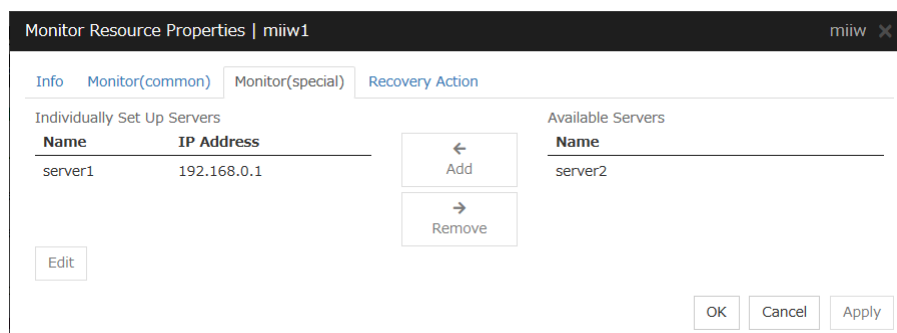 Monitor Resource Properties | miiw1 miiw ×
Info Monitor(common) Monitor(special) Recovery Action
Individually Set Up Servers
Name IP Address
server1 192.168.0.1
Edit
← Add
→ Remove
Available Servers
Name
server2
OK Cancel Apply